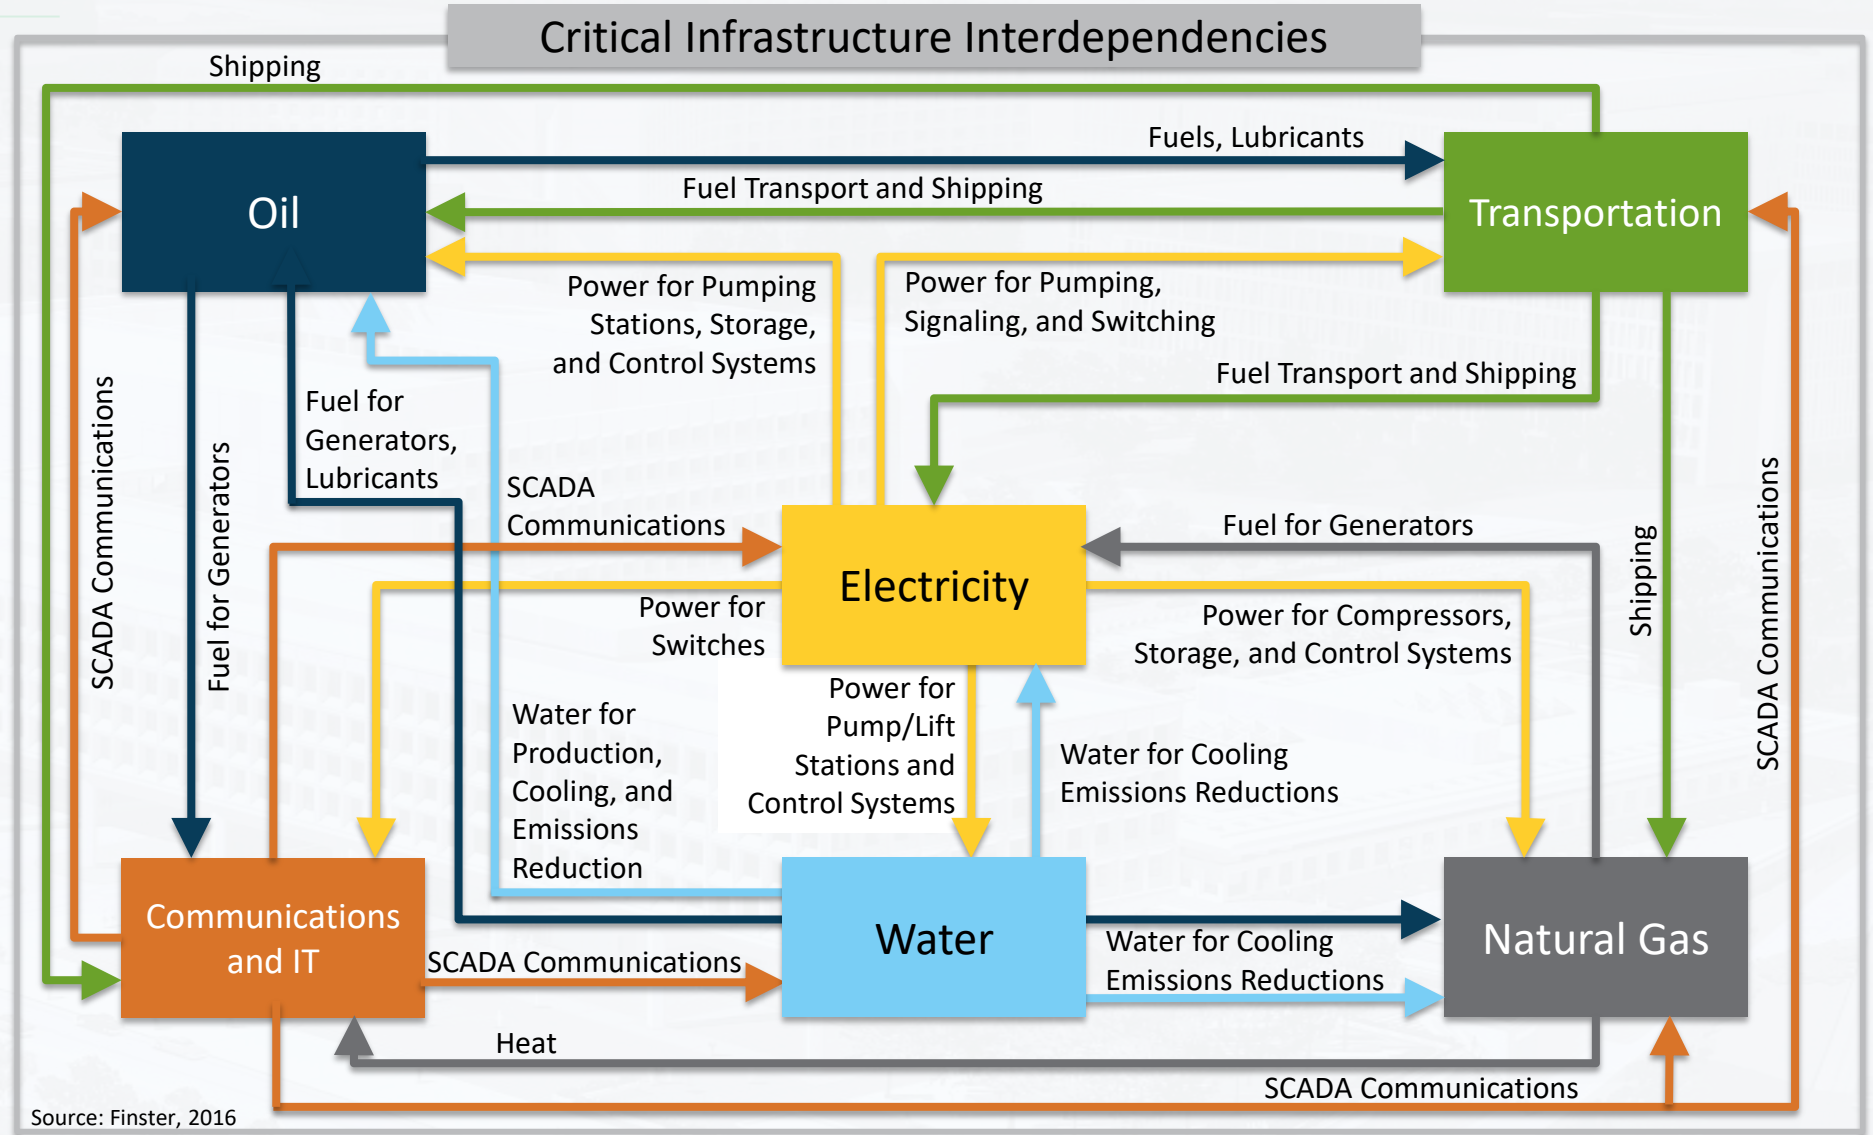 Critical Infrastructure Interdependencies
Shipping
Fuels, Lubricants
Fuel Transport and Shipping
Oil
Transportation
Power for Pumping
Stations, Storage,
and Control Systems
Power for Pumping,
Signaling, and Switching
Fuel Transport and Shipping
SCADA Communications
Fuel for Generators
Fuel for
Generators,
Lubricants
SCADA
Communications
Fuel for Generators
Electricity
Power for
Switches
Power for Compressors,
Storage, and Control Systems
Shipping
SCADA Communications
Water for
Production,
Cooling, and
Emissions
Reduction
Power for
Pump/Lift
Stations and
Control Systems
Water for Cooling
Emissions Reductions
Communications
and IT
SCADA Communications
Water
Water for Cooling
Emissions Reductions
Natural Gas
Heat
SCADA Communications
Source: Finster, 2016